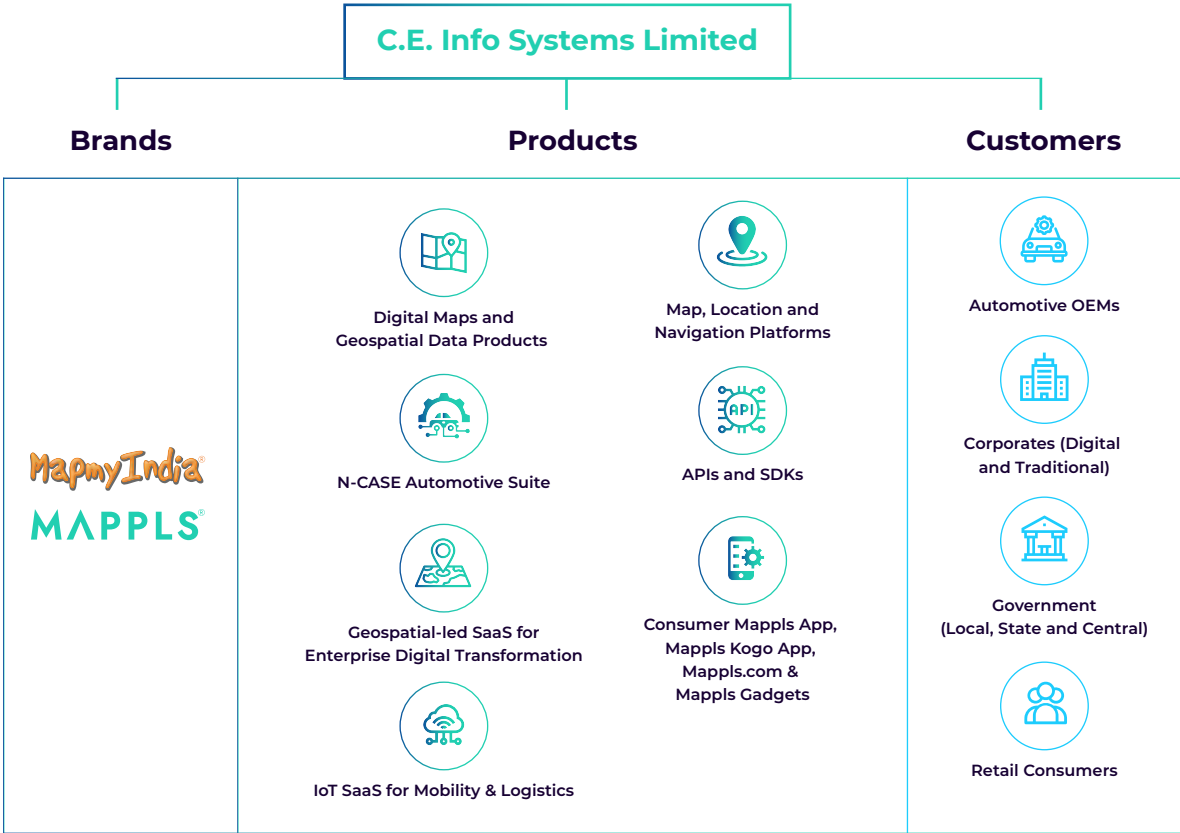 C.E. Info Systems Limited
Brands
Products
Customers
MapmyIndia®
MAPPLS®
Digital Maps and
Geospatial Data Products
Map, Location and
Navigation Platforms
N-CASE Automotive Suite
API
APIs and SDKs
Geospatial-led SaaS for
Enterprise Digital Transformation
Consumer Mappls App,
Mappls Kogo App,
Mappls.com &
Mappls Gadgets
IoT SaaS for Mobility & Logistics
Automotive OEMs
Corporates (Digital
and Traditional)
Government
(Local, State and Central)
Retail Consumers